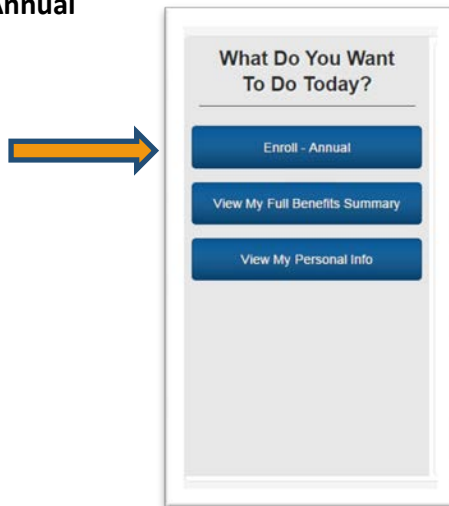 Annual
What Do You Want
To Do Today?
Enroll - Annual
View My Full Benefits Summary
View My Personal Info